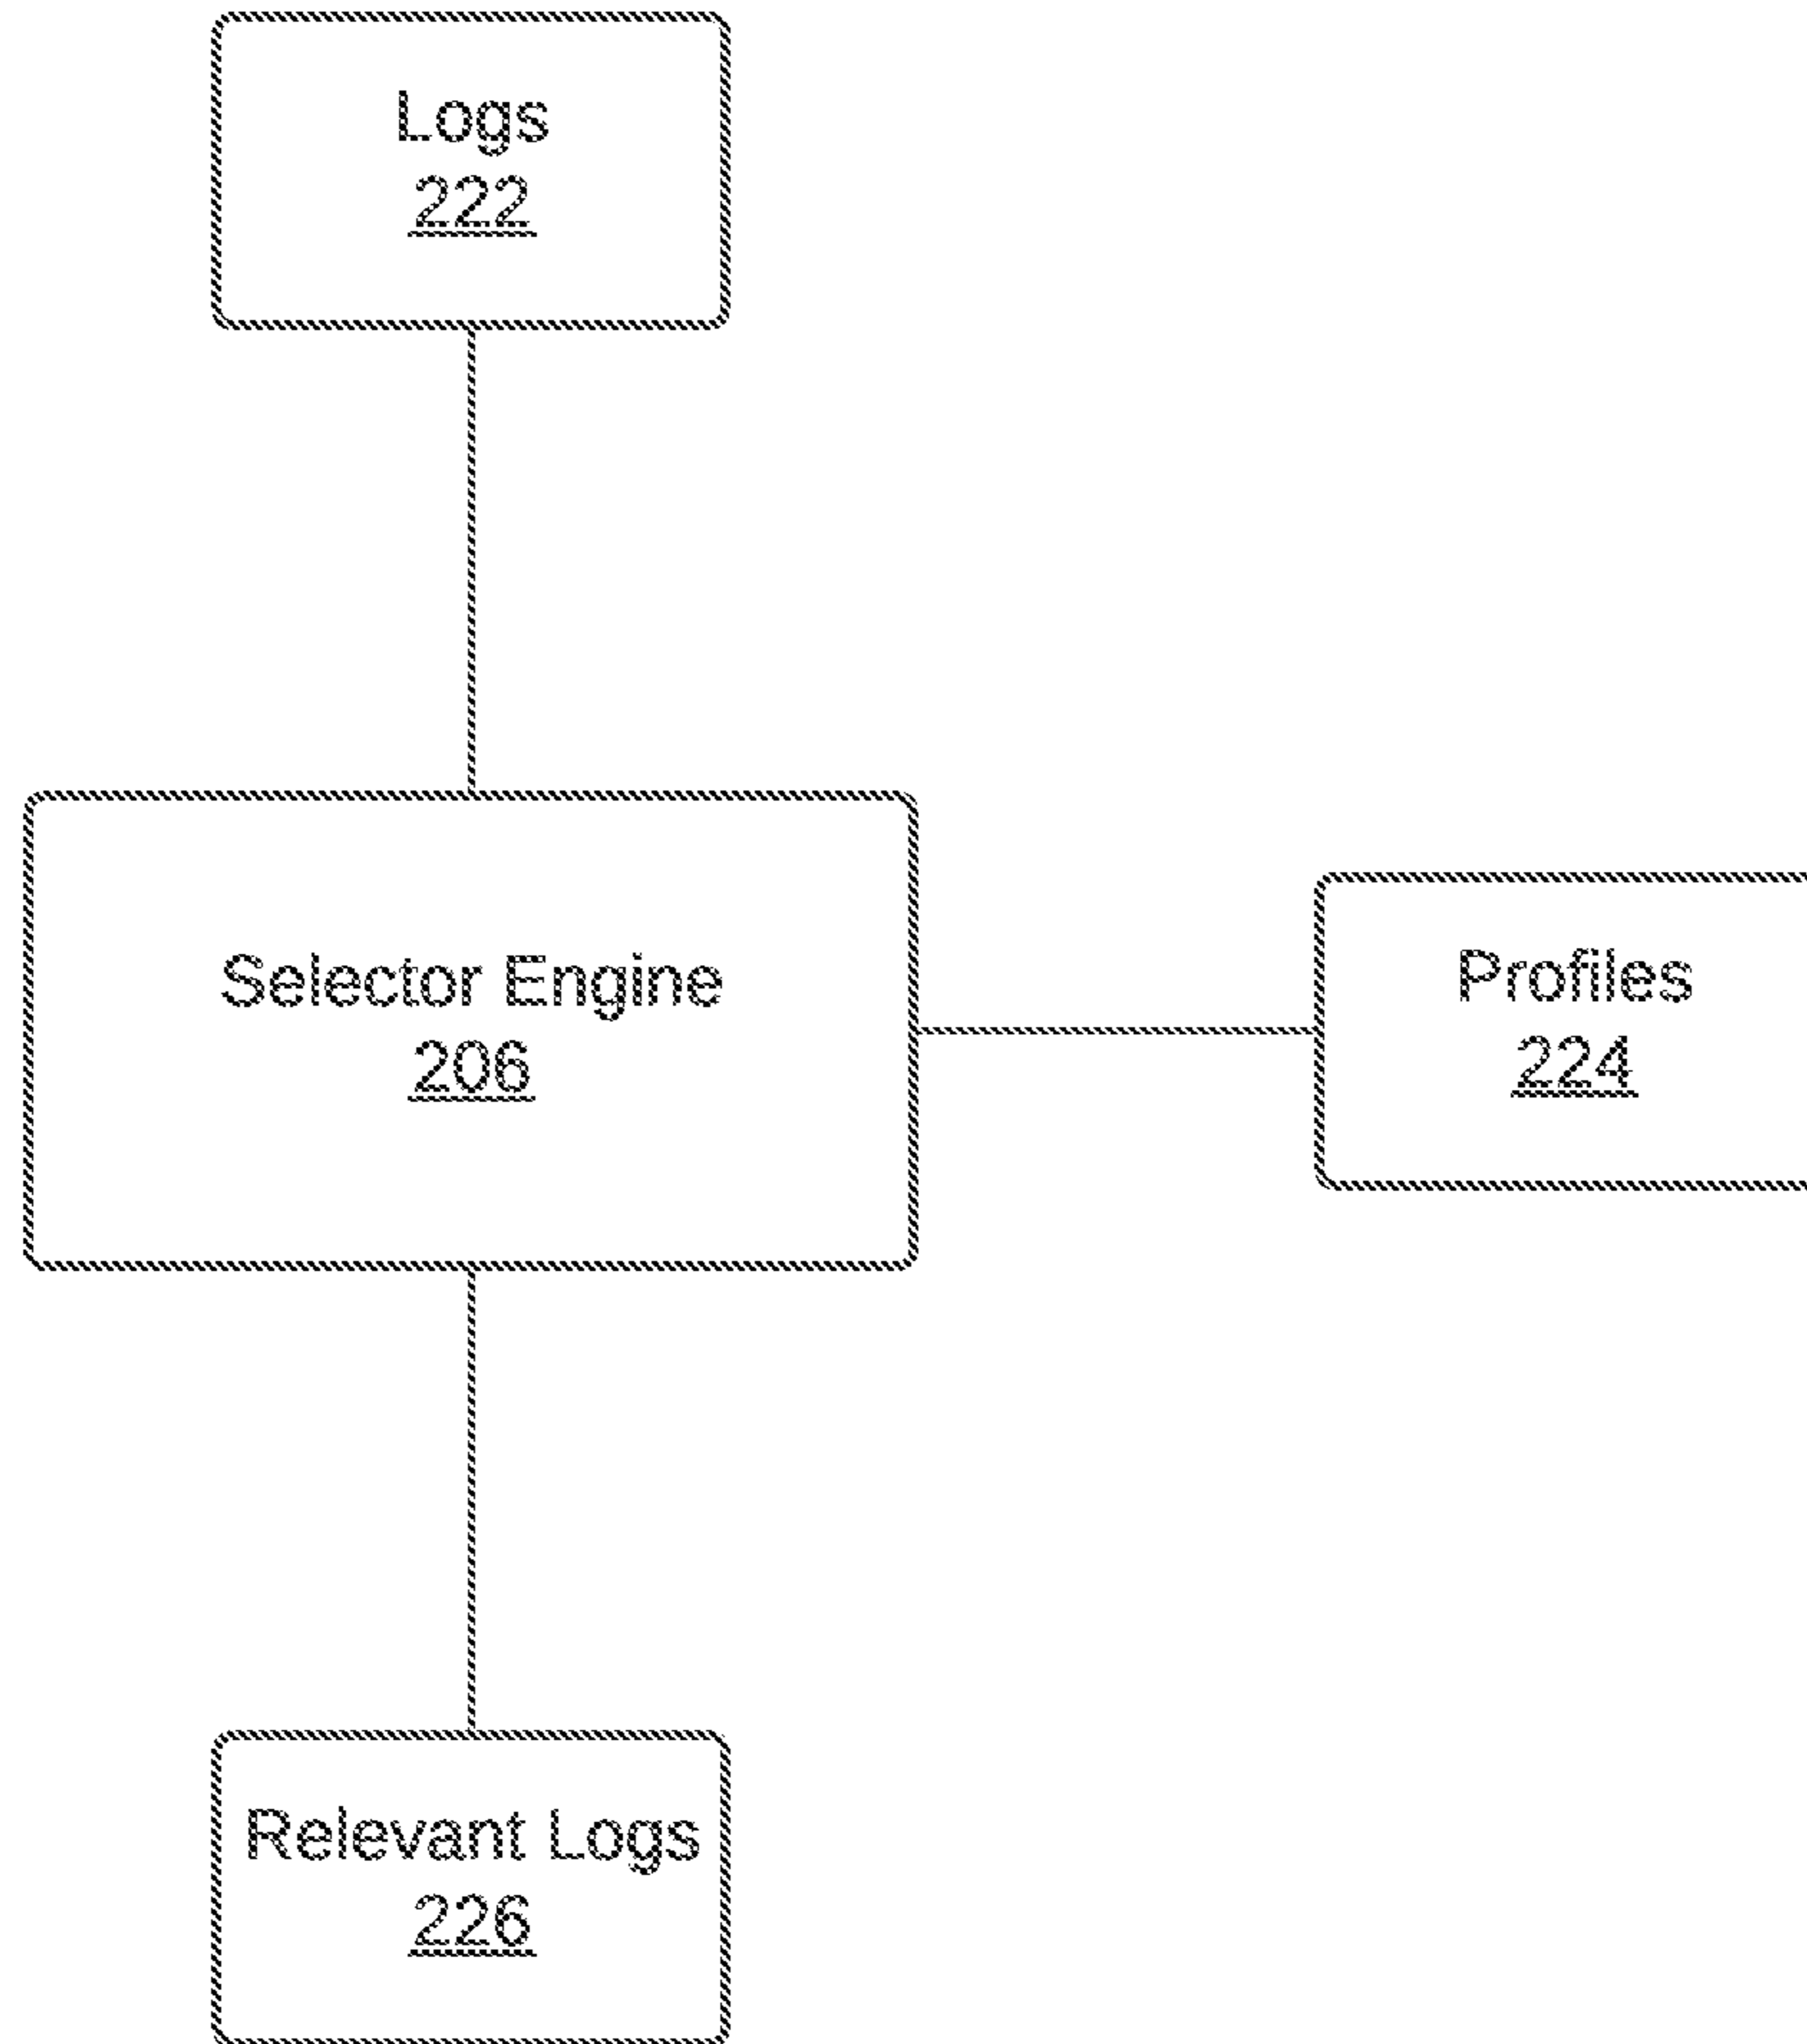 Logs
222
Selector Engine
206
Profiles
224
Relevant Logs
226